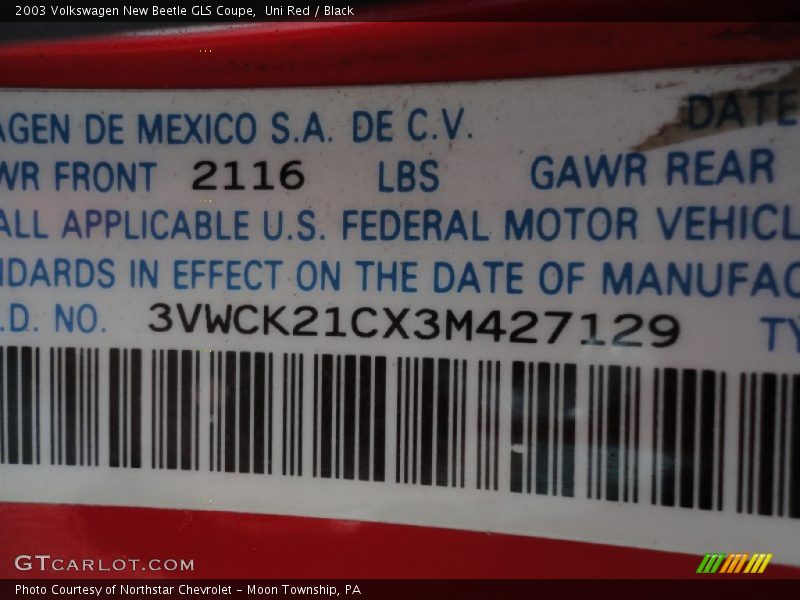 2003 Volkswagen New Beetle GLS Coupe, Uni Red / Black
AGEN DE MEXICO S.A. DE C.V. DATE
WR FRONT 2116 LBS GAWR REAR
ALL APPLICABLE U.S. FEDERAL MOTOR VEHICL
NDARDS IN EFFECT ON THE DATE OF MANUFAC
.D. NO. 3VWCK21CX3M427129 TY
GTCARLOT.COM
Photo Courtesy of Northstar Chevrolet - Moon Township, PA